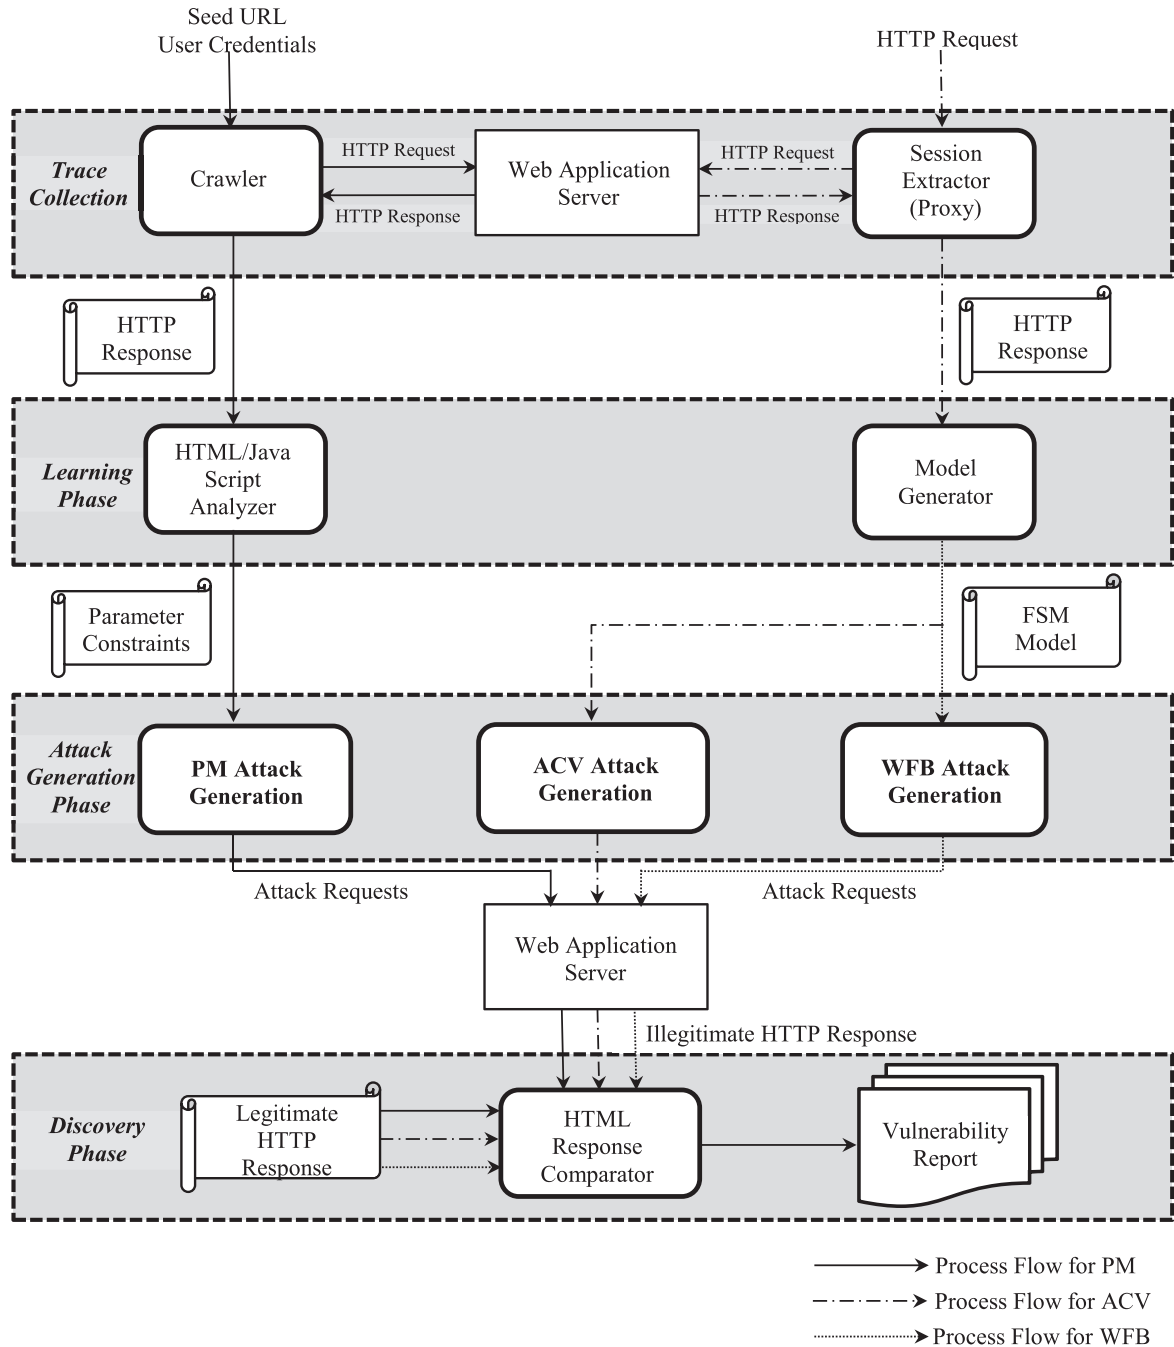 Seed URL
User Credentials
HTTP Request
Trace
Collection
Crawler
HTTP Request
HTTP Response
Web Application
Server
HTTP Request
HTTP Response
Session
Extractor
(Proxy)
HTTP
Response
HTTP
Response
Learning
Phase
HTML/Java
Script
Analyzer
Model
Generator
Parameter
Constraints
FSM
Model
Attack
Generation
Phase
PM Attack
Generation
ACV Attack
Generation
WFB Attack
Generation
Attack Requests
Attack Requests
Web Application
Server
Illegitimate HTTP Response
Discovery
Phase
Legitimate
HTTP
Response
HTML
Response
Comparator
Vulnerability
Report
Process Flow for PM
Process Flow for ACV
Process Flow for WFB